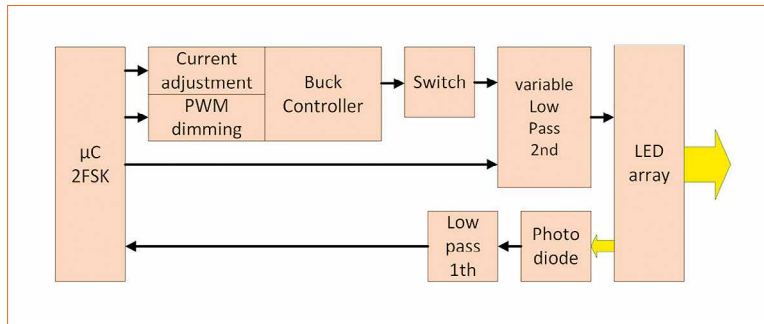 µC
2FSK
Current
adjustment
PWM
dimming
Buck
Controller
Switch
variable
Low
Pass
2nd
LED
array
Low
pass
1th
Photo
diode